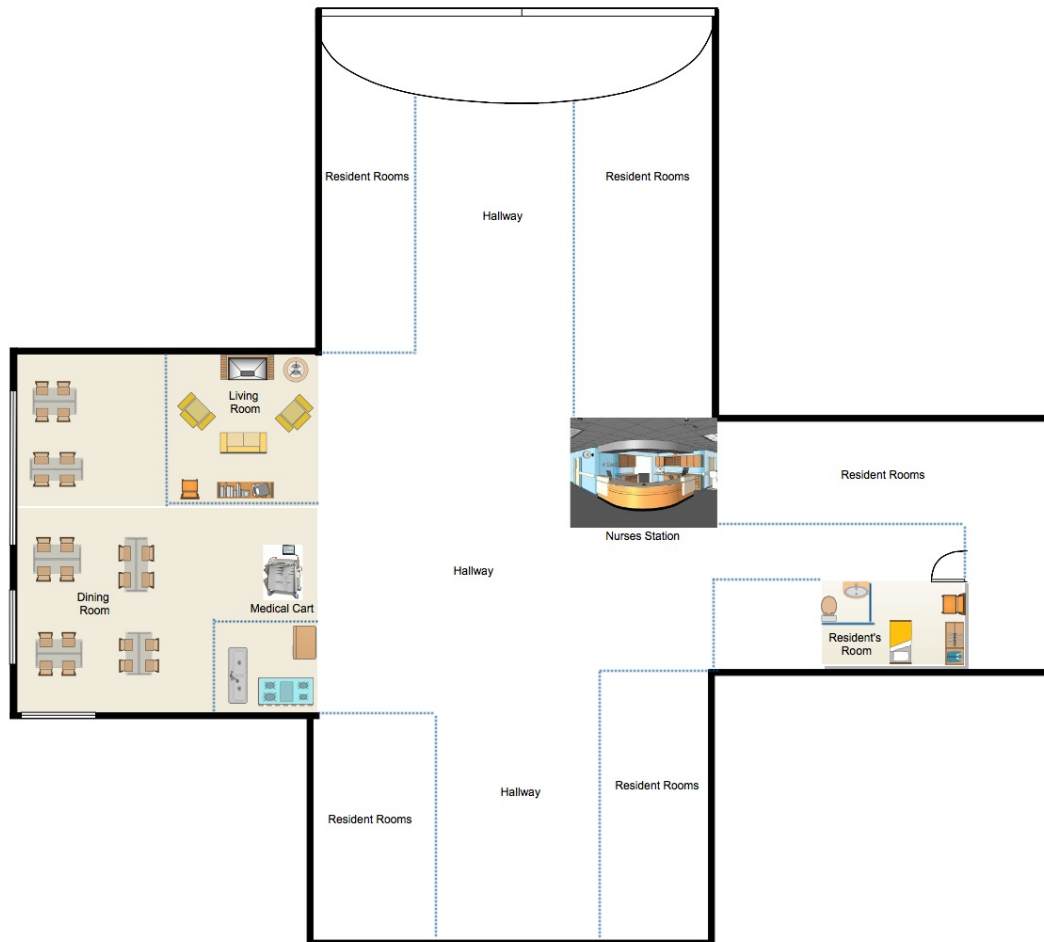 Resident Rooms
Resident Rooms
Hallway
Living
Room
Resident Rooms
Nurses Station
Hallway
Dining
Room
Medical Cart
Resident's
Room
Resident Rooms
Hallway
Resident Rooms